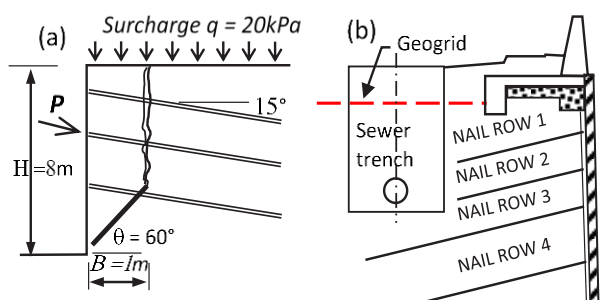 (a)
Surcharge q = 20kPa
P
15°
H=8m
θ = 60°
B =1m
(b)
Geogrid
Sewer
trench
NAIL ROW 1
NAIL ROW 2
NAIL ROW 3
NAIL ROW 4